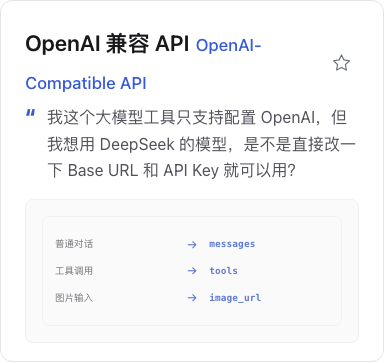 OpenAI 兼容 API OpenAI-
Compatible API
“ 我这个大模型工具只支持配置 OpenAI，但
我想用 DeepSeek 的模型，是不是直接改一
下 Base URL 和 API Key 就可以用?
普通对话 → messages
工具调用 → tools
图片输入 → image_url